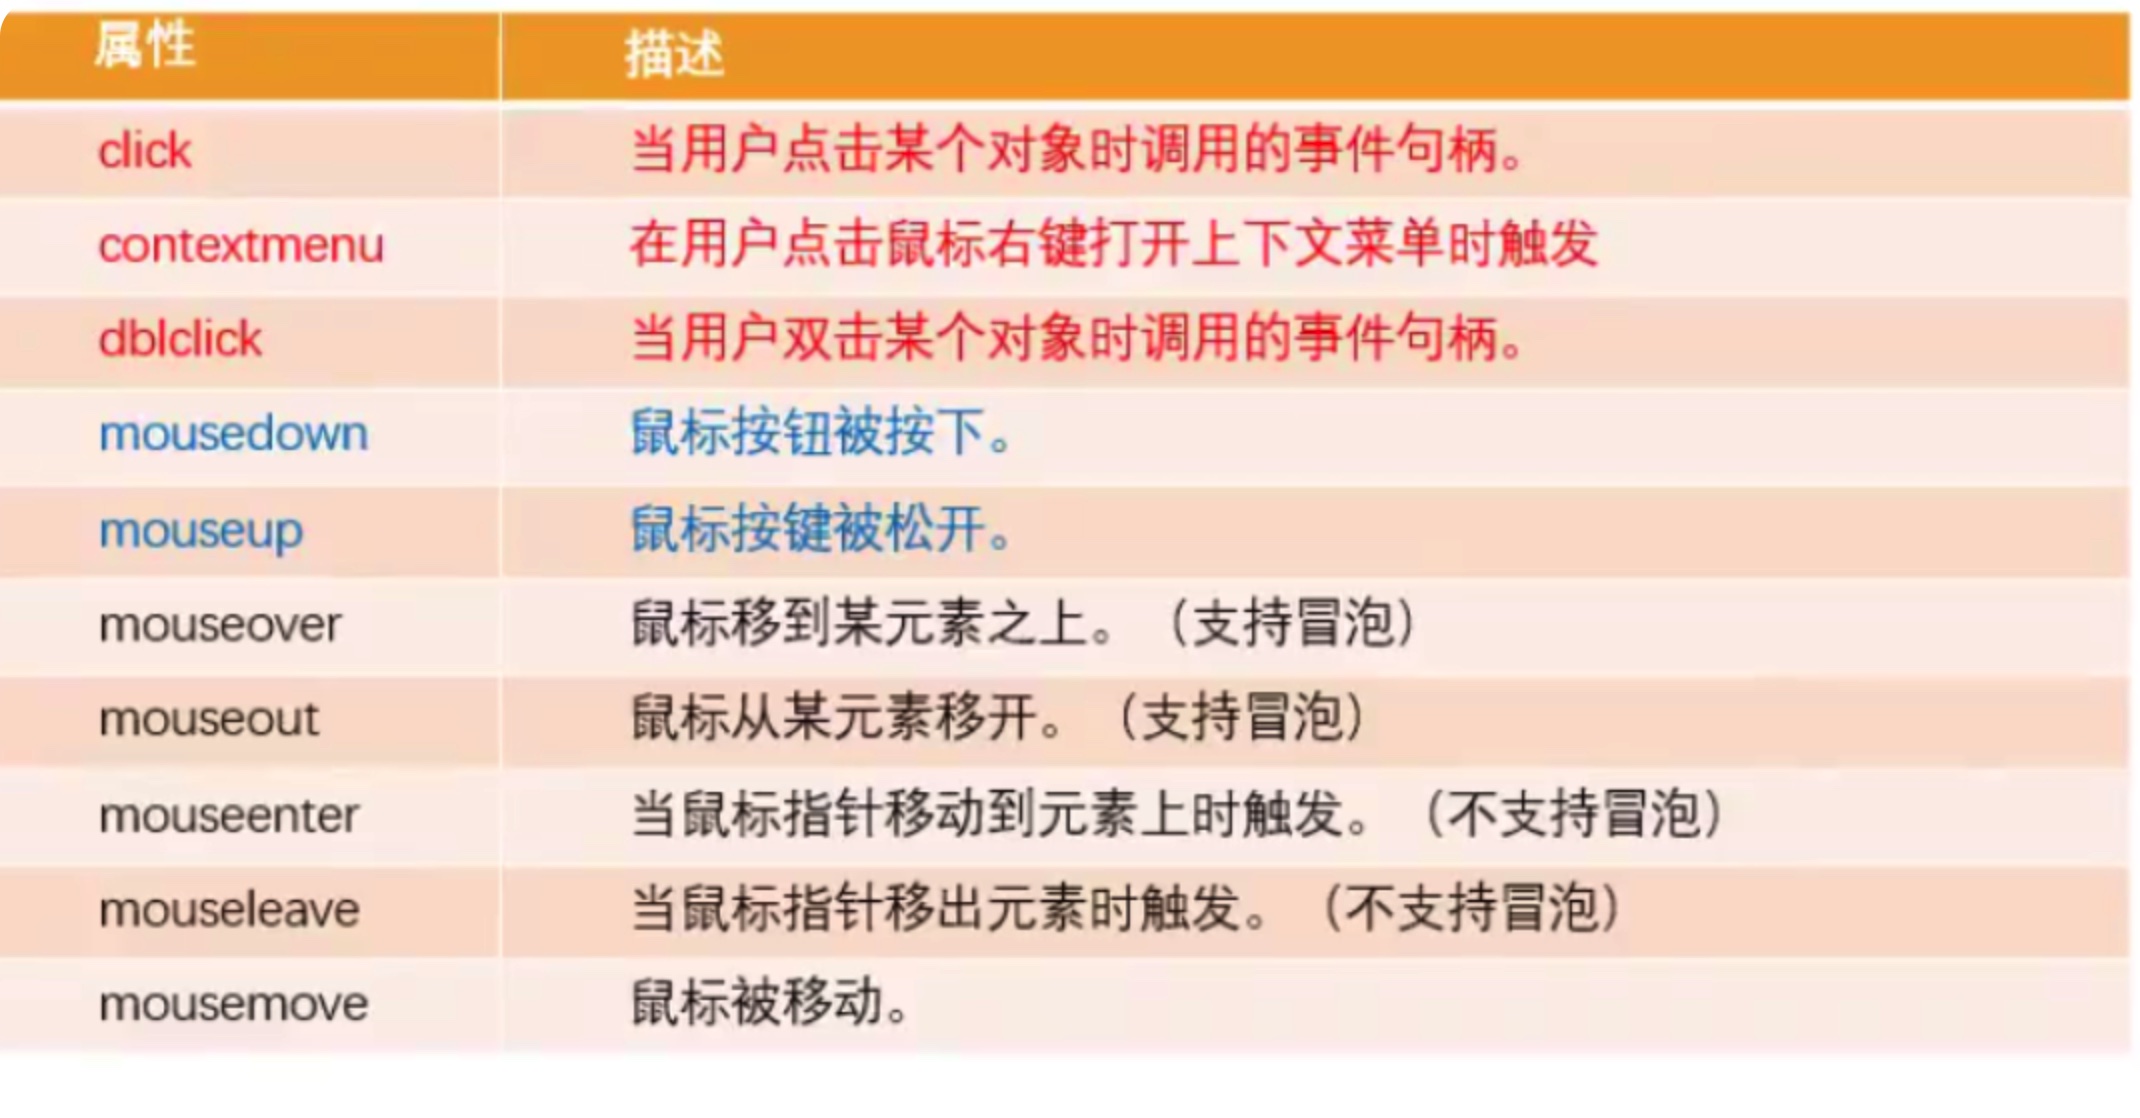 属性 描述
click 当用户点击某个对象时调用的事件句柄。
contextmenu 在用户点击鼠标右键打开上下文菜单时触发
dblclick 当用户双击某个对象时调用的事件句柄。
mousedown 鼠标按钮被按下。
mouseup 鼠标按键被松开。
mouseover 鼠标移到某元素之上。（支持冒泡）
mouseout 鼠标从某元素移开。（支持冒泡）
mouseenter 当鼠标指针移动到元素上时触发。（不支持冒泡）
mouseleave 当鼠标指针移出元素时触发。（不支持冒泡）
mousemove 鼠标被移动。